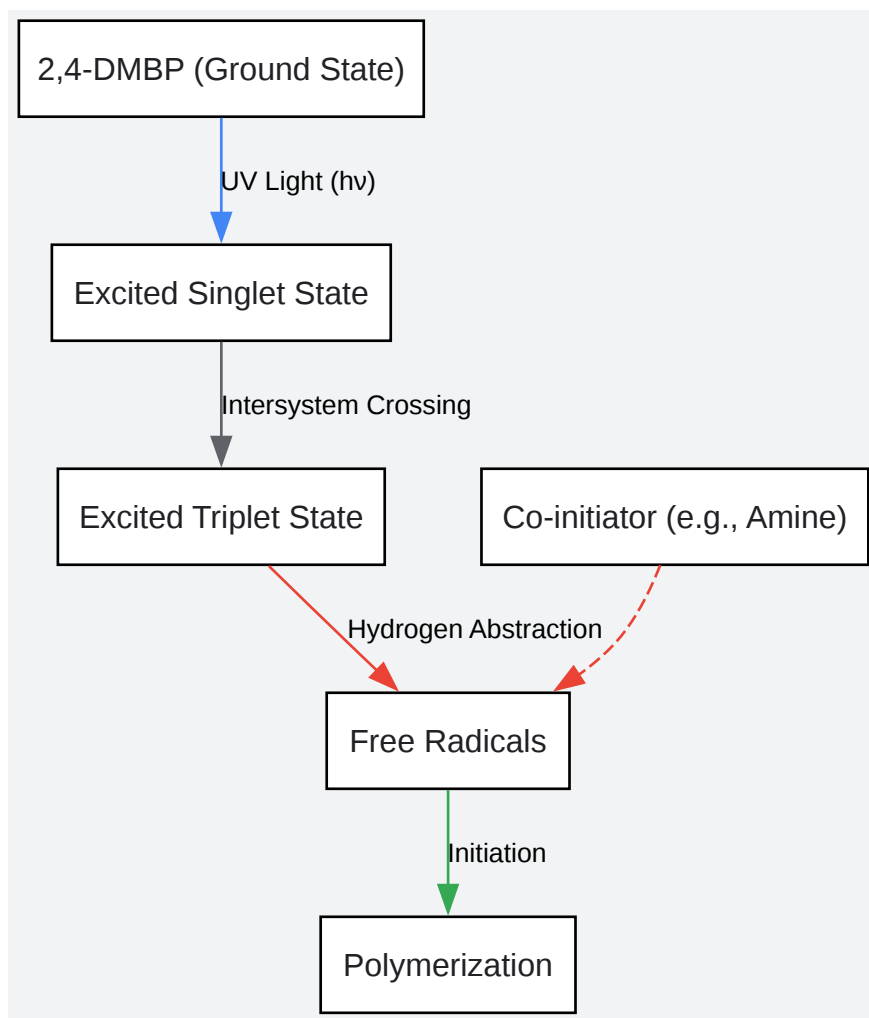 2,4-DMBP (Ground State)
UV Light (hν)
Excited Singlet State
Intersystem Crossing
Excited Triplet State
Co-initiator (e.g., Amine)
Hydrogen Abstraction
Free Radicals
Initiation
Polymerization